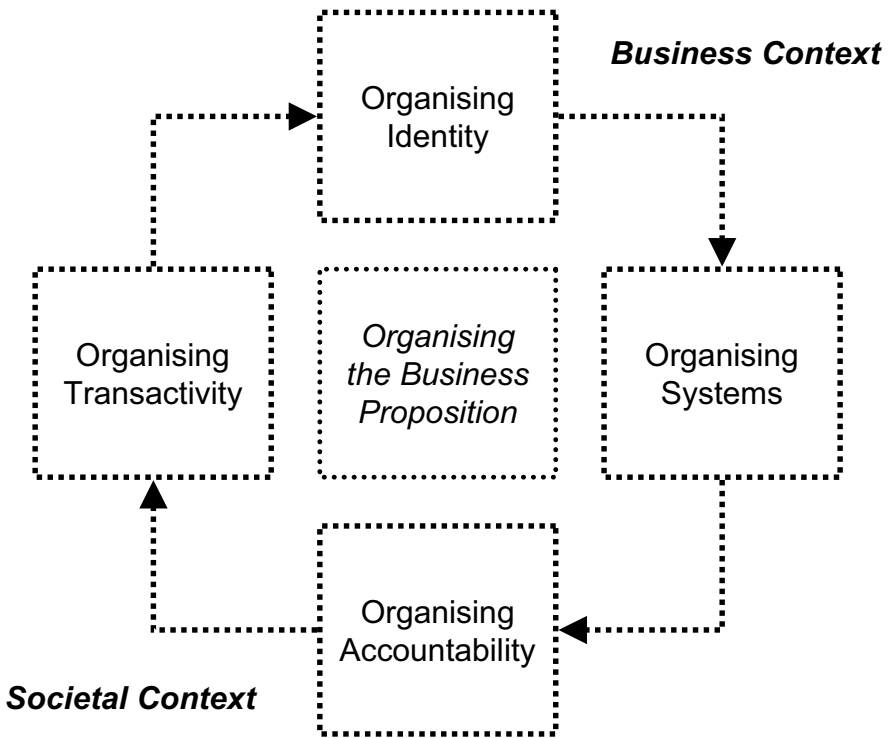 Business Context
Organising
Identity
Organising
Transactivity
Organising
the Business
Proposition
Organising
Systems
Organising
Accountability
Societal Context